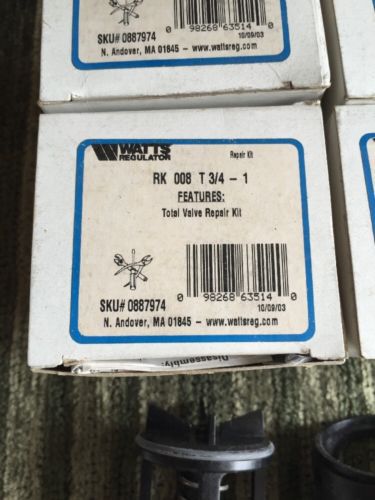 0 98268 63514 0
SKU# 0887974
10/09/03
N. Andover, MA 01845 - www.wattsreg.com
WATTS
REGULATOR
Repair Kit
RK 008 T 3/4 - 1
FEATURES:
Total Valve Repair Kit
0 98268 63514 0
SKU# 0887974
10/09/03
N. Andover, MA 01845 - www.wattsreg.com
Disassembly: